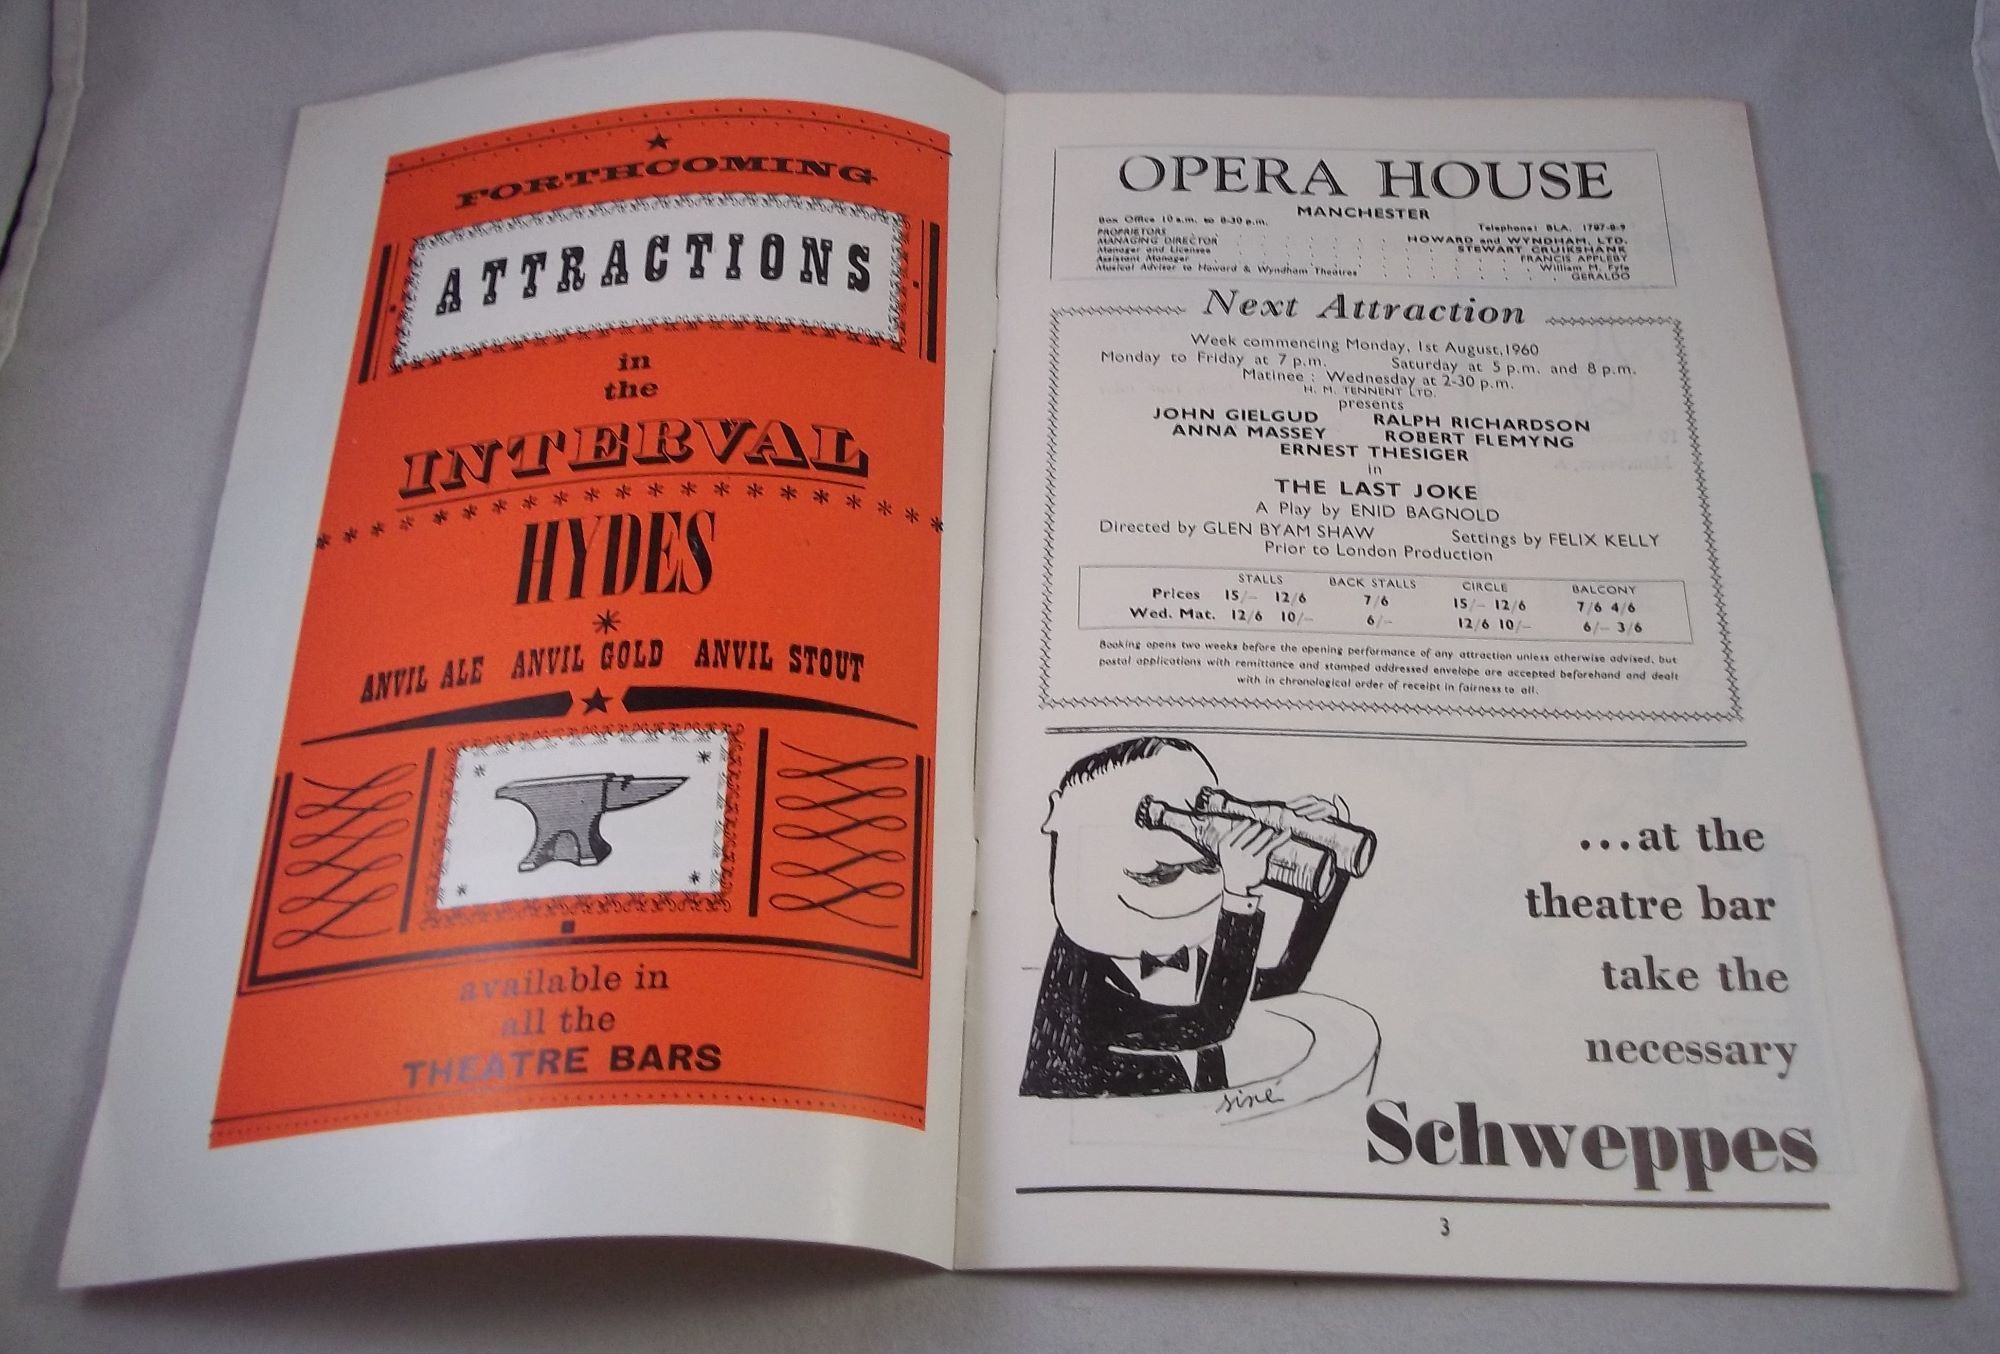 FORTHCOMING
ATTRACTIONS
in
the
INTERVAL
HYDES
ANVIL ALE ANVIL GOLD ANVIL STOUT
available in
all the
THEATRE BARS
OPERA HOUSE
MANCHESTER
Box Office 10 a.m. to 8-30 p.m. Telephone: BLA. 1787-8-9
PROPRIETORS HOWARD and WYNDHAM, LTD.
MANAGING DIRECTOR STEWART CRUIKSHANK
Manager and Licensee FRANCIS APPLEBY
Assistant Manager William M. Fyfe
Musical Adviser to Howard & Wyndham Theatres GERALDO
Next Attraction
Week commencing Monday, 1st August, 1960
Monday to Friday at 7 p.m. Saturday at 5 p.m. and 8 p.m.
Matinee : Wednesday at 2-30 p.m.
H. M. TENNENT LTD.
presents
JOHN GIELGUD RALPH RICHARDSON
ANNA MASSEY ROBERT FLEMYNG
ERNEST THESIGER
in
THE LAST JOKE
A Play by ENID BAGNOLD
Directed by GLEN BYAM SHAW Settings by FELIX KELLY
Prior to London Production
STALLS BACK STALLS CIRCLE BALCONY
Prices 15/- 12/6 7/6 15/- 12/6 7/6 4/6
Wed. Mat. 12/6 10/- 6/- 12/6 10/- 6/- 3/6
Booking opens two weeks before the opening performance of any attraction unless otherwise advised, but
postal applications with remittance and stamped addressed envelope are accepted beforehand and dealt
with in chronological order of receipt in fairness to all.
...at the
theatre bar
take the
necessary
siné
Schweppes
3